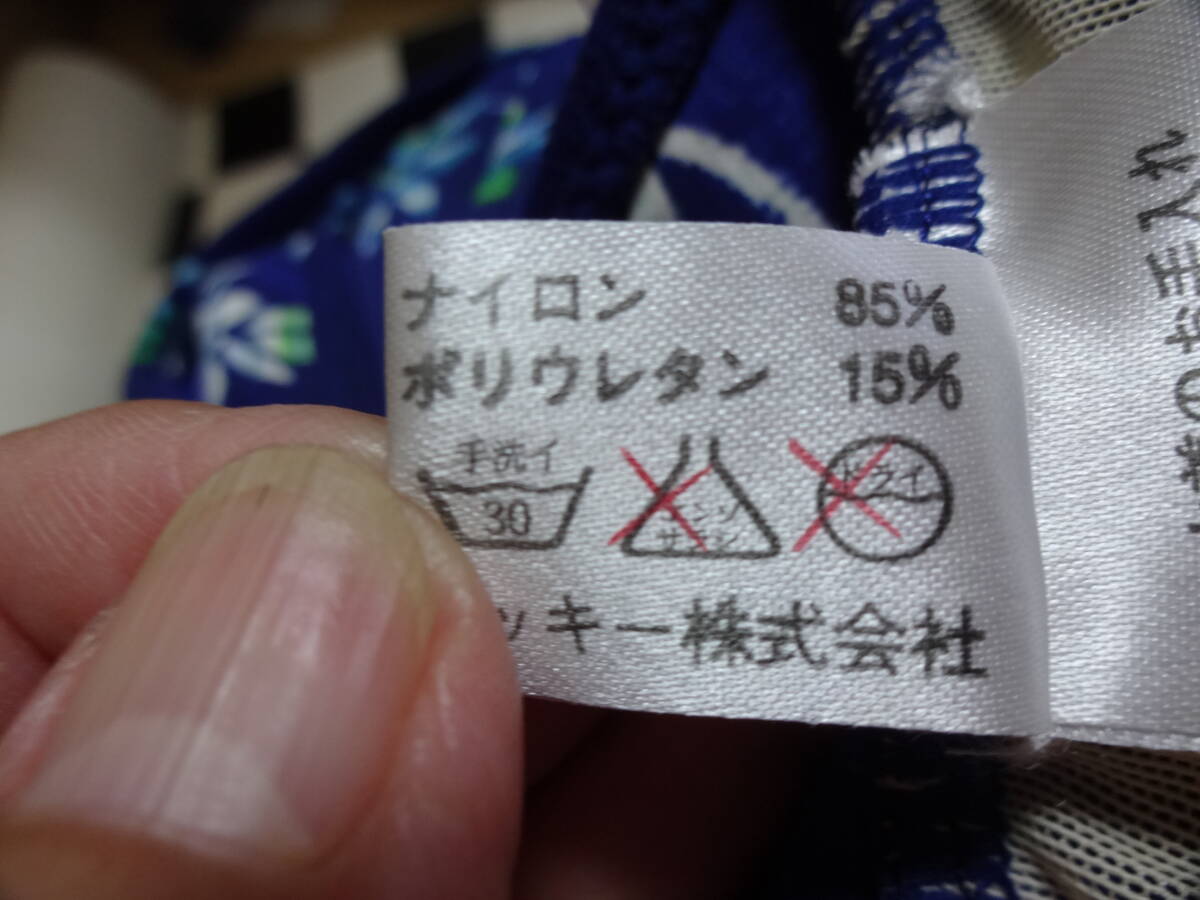 ナイロン 85%
ポリウレタン 15%
手洗イ
30
エンソ
サラシ
ドライ
ッキー株式会社